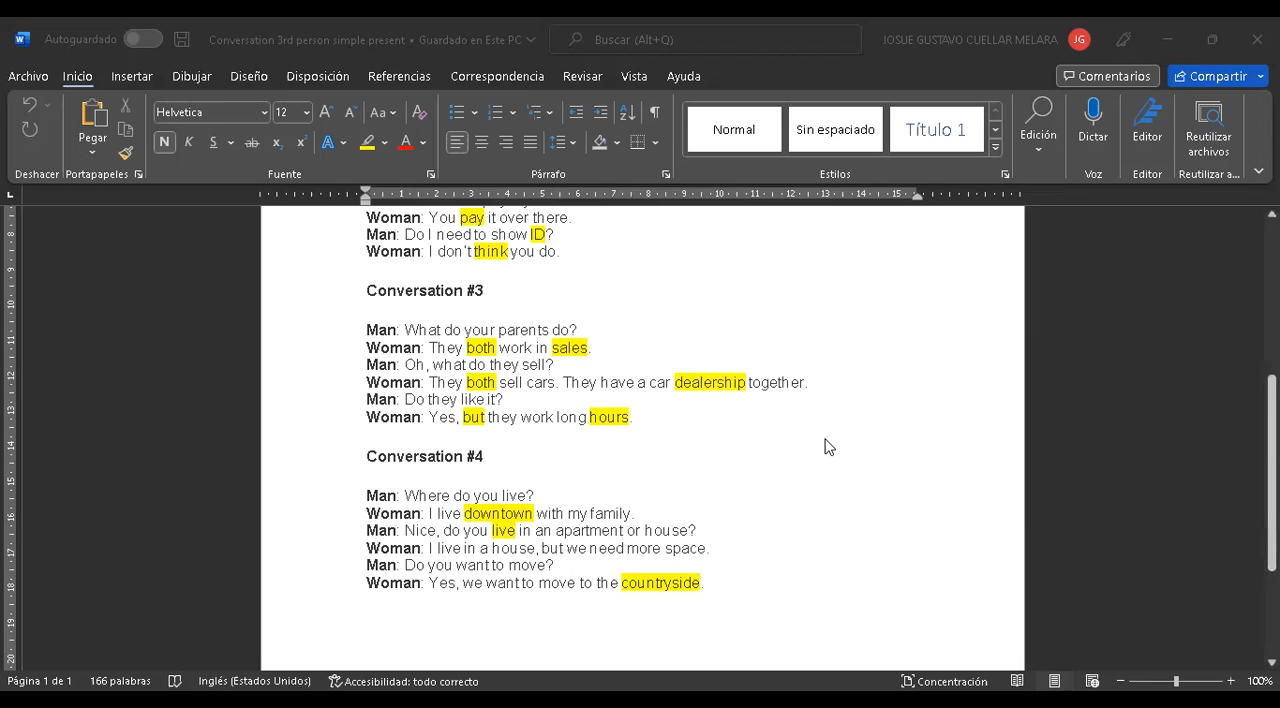 Autoguardado
Conversation 3rd person simple present • Guardado en Este PC
Buscar (Alt+Q)
JOSUE GUSTAVO CUELLAR MELARA
JG
Archivo Inicio Insertar Dibujar Diseño Disposición Referencias Correspondencia Revisar Vista Ayuda
Comentarios
Compartir
Helvetica
12
Pegar
Normal
Sin espaciado
Título 1
Edición
Dictar
Editor
Reutilizar archivos
Deshacer
Portapapeles
Fuente
Párrafo
Estilos
Voz
Editor
Reutilizar a...
Woman: You pay it over there.
Man: Do I need to show ID?
Woman: I don't think you do.
Conversation #3
Man: What do your parents do?
Woman: They both work in sales.
Man: Oh, what do they sell?
Woman: They both sell cars. They have a car dealership together.
Man: Do they like it?
Woman: Yes, but they work long hours.
Conversation #4
Man: Where do you live?
Woman: I live downtown with my family.
Man: Nice, do you live in an apartment or house?
Woman: I live in a house, but we need more space.
Man: Do you want to move?
Woman: Yes, we want to move to the countryside.
Página 1 de 1
166 palabras
Inglés (Estados Unidos)
Accesibilidad: todo correcto
Concentración
100%